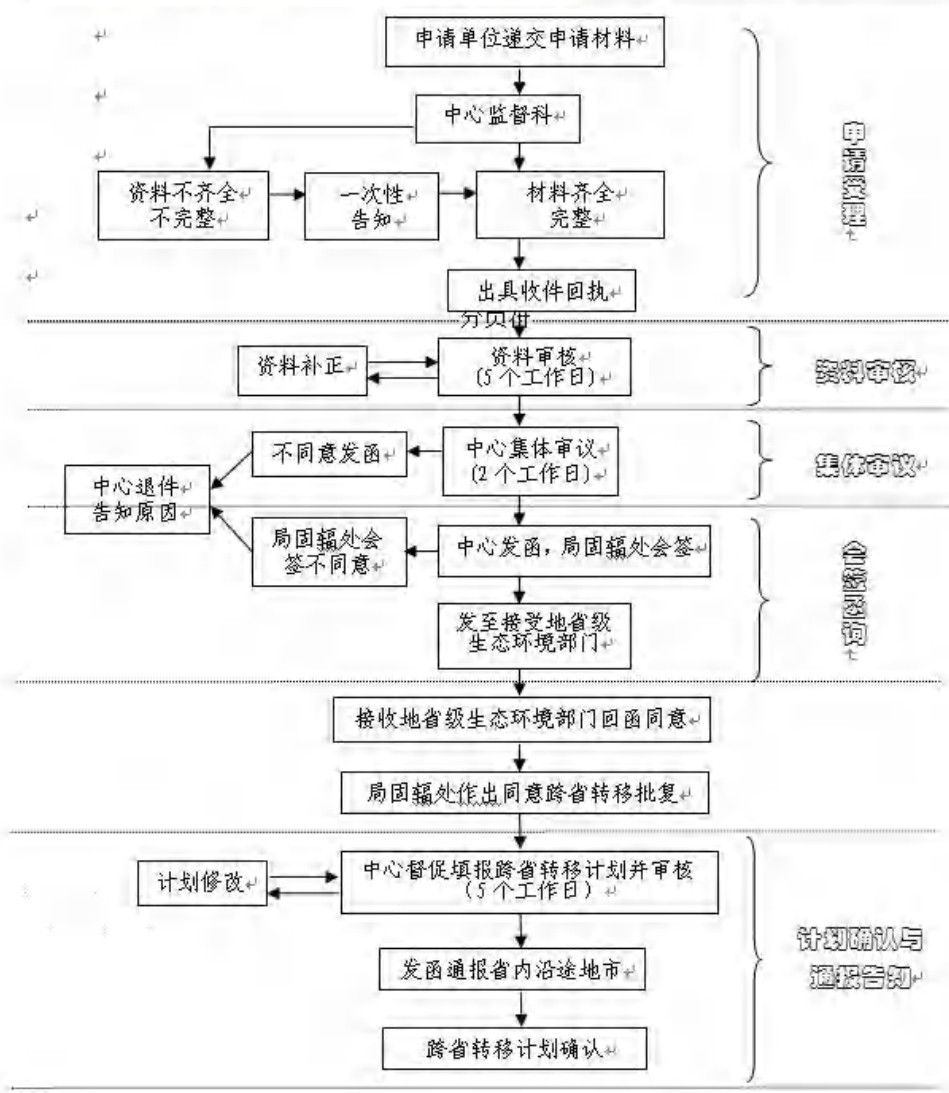 申请单位递交申请材料
中心监督科
资料不齐全
不完整
一次性
告知
材料齐全
完整
出具收件回执
申请受理
资料补正
资料审核
(5个工作日)
资料审核
不同意发函
中心集体审议
(2个工作日)
集体审议
中心退件
告知原因
局固辐处会
签不同意
中心发函，局固辐处会签
发至接受地省级
生态环境部门
会签函询
接收地省级生态环境部门回函同意
局固辐处作出同意跨省转移批复
计划修改
中心督促填报跨省转移计划并审核
（5个工作日）
发函通报省内沿途地市
跨省转移计划确认
计划确认与
通报告知